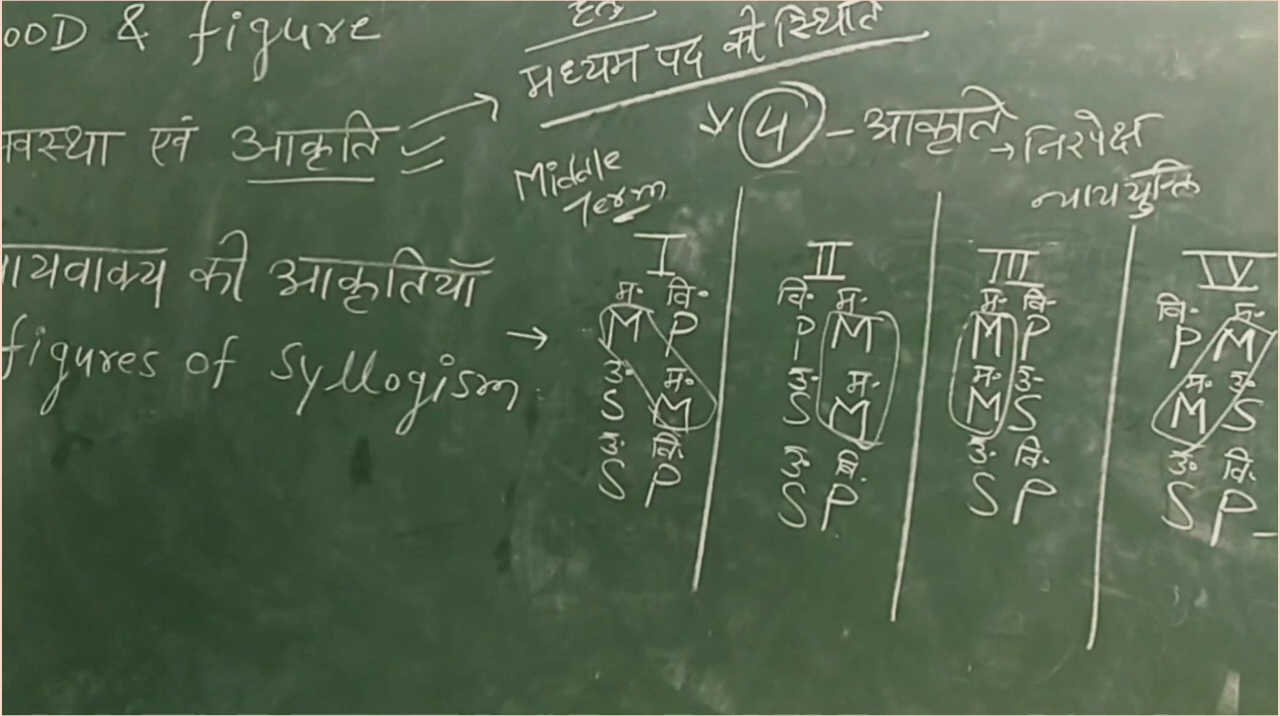 OOD & figure
हेतु
मध्यम पद की स्थिति
वस्था एवं आकृति
4 - आकृति → निरपेक्ष
न्याययुक्ति
Middle
Term
ायवाक्य की आकृतियाँ
figures of Syllogism
I II III IV
म. वि. वि. म. म. वि. वि. म.
M P P M M P P M
उ. म. उ. म. म. उ. म. उ.
S M S M M S M S
उ. वि. उ. वि. उ. वि. उ. वि.
S P S P S P S P